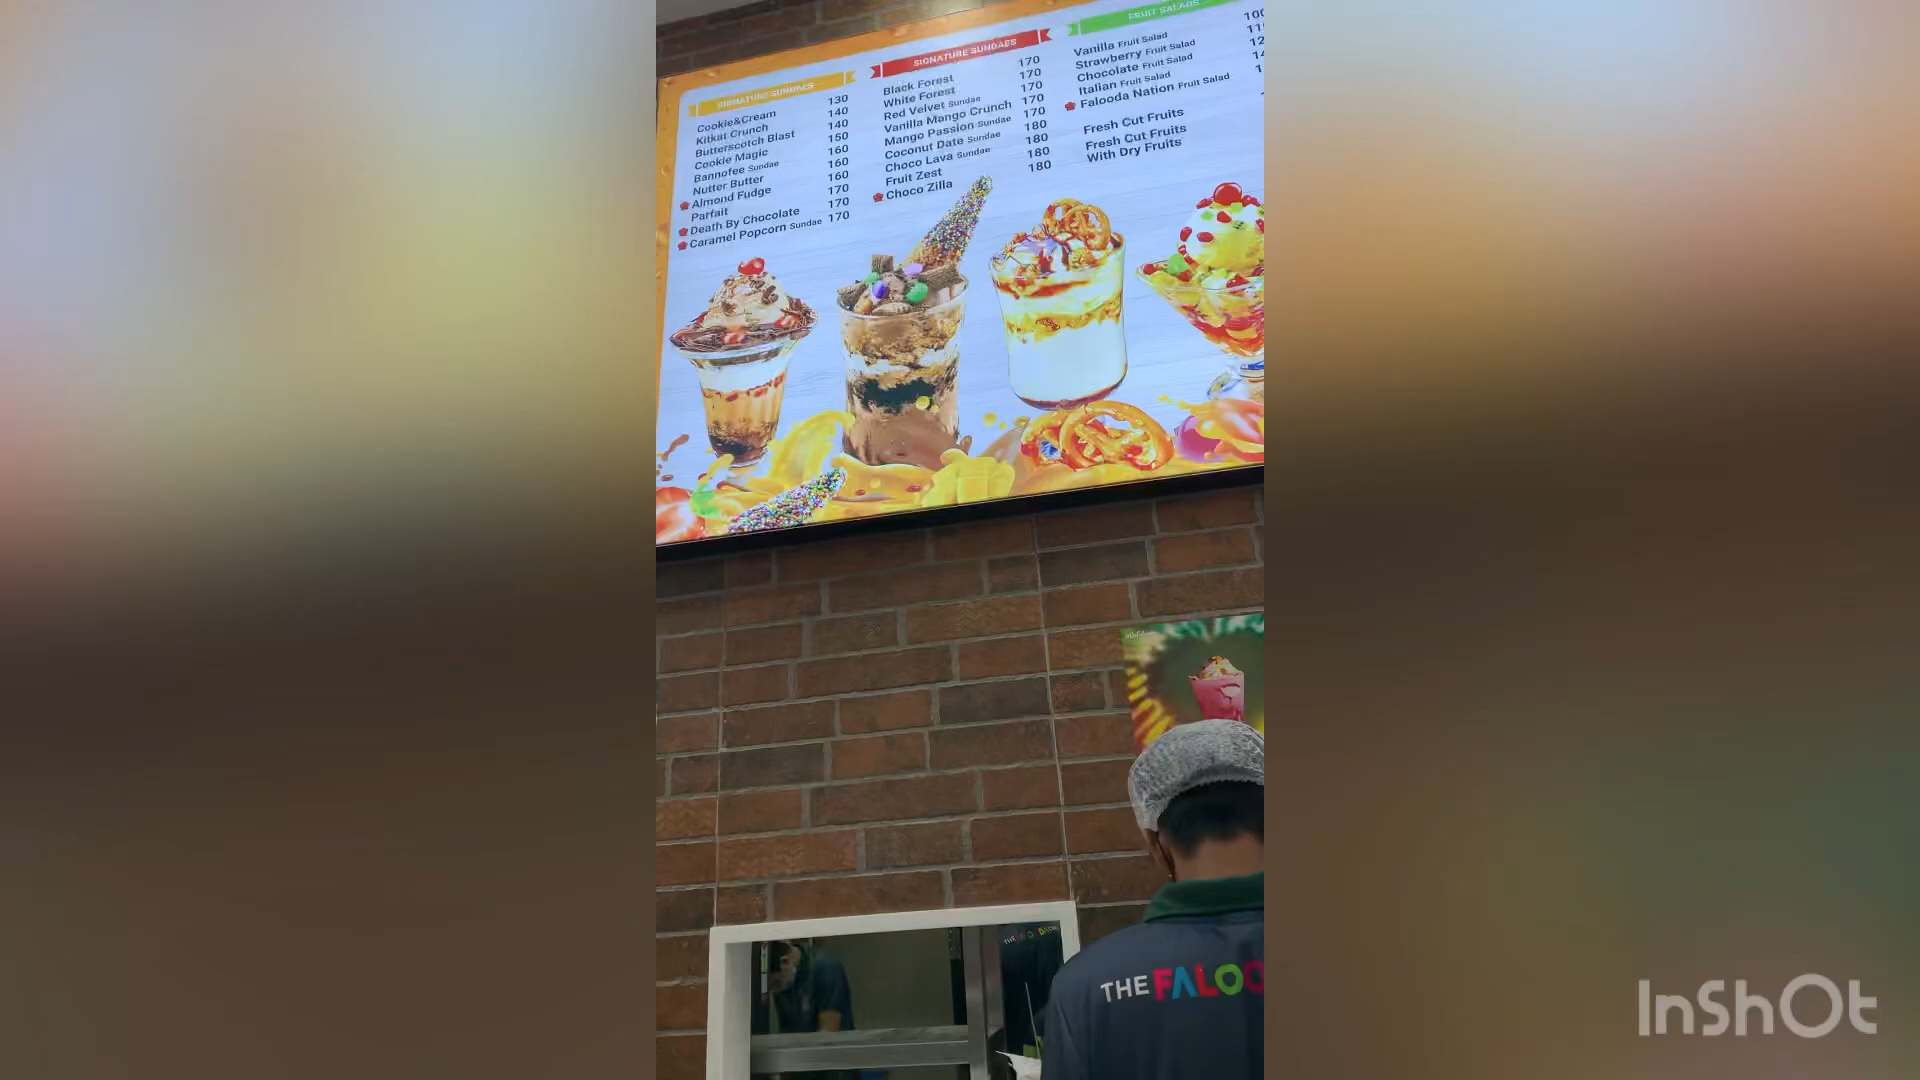 SIGNATURE SUNDAES
Cookie&Cream 130
Kitkat Crunch 140
Butterscotch Blast 140
Cookie Magic 150
Bannofee Sundae 160
Nutter Butter 160
Almond Fudge 160
Parfait 170
Death By Chocolate 170
Caramel Popcorn Sundae 170
SIGNATURE SUNDAES
Black Forest 170
White Forest 170
Red Velvet Sundae 170
Vanilla Mango Crunch 170
Mango Passion Sundae 170
Coconut Date Sundae 180
Choco Lava Sundae 180
Fruit Zest 180
Choco Zilla 180
FRUIT SALADS
Vanilla Fruit Salad 100
Strawberry Fruit Salad
Chocolate Fruit Salad
Italian Fruit Salad
Falooda Nation Fruit Salad
Fresh Cut Fruits
Fresh Cut Fruits
With Dry Fruits
THE FALOO
InShOt